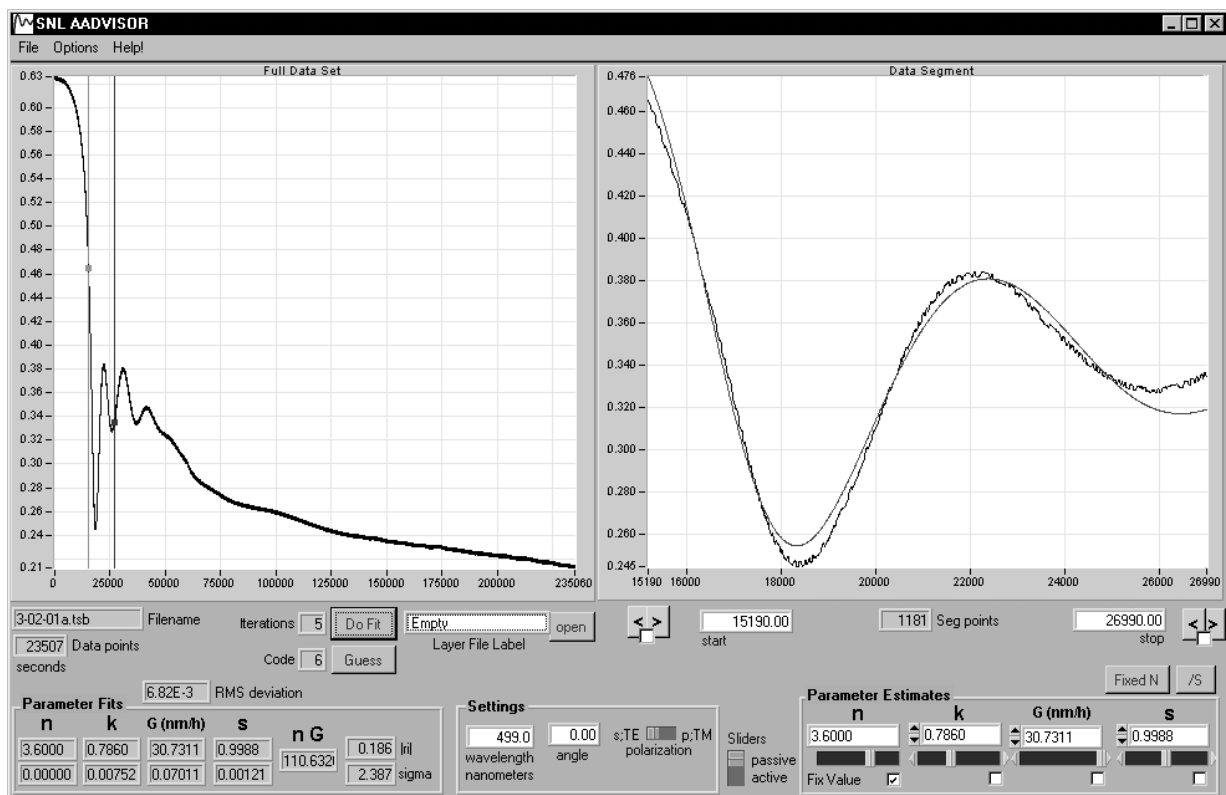 SNL AADVISOR
File Options Help!
Full Data Set
0.63
0.60
0.58
0.56
0.54
0.52
0.50
0.48
0.46
0.44
0.42
0.40
0.38
0.36
0.34
0.32
0.30
0.28
0.26
0.24
0.21
0 25000 50000 75000 100000 125000 150000 175000 200000 235060
Data Segment
0.476
0.460
0.440
0.420
0.400
0.380
0.360
0.340
0.320
0.300
0.280
0.260
0.245
15190 16000 18000 20000 22000 24000 26000 26990
3-02-01a.tsb Filename Iterations 5 Do Fit Empty open
Layer File Label
23507 Data points
seconds
Code 6 Guess
< > 15190.00 1181 Seg points 26990.00 < >
start stop
6.82E-3 RMS deviation
Fixed N /S
Parameter Fits
n k G (nm/h) s n G
3.6000 0.7860 30.7311 0.9988 110.632 0.186 |ri|
0.00000 0.00752 0.07011 0.00121 2.387 sigma
Settings
499.0 0.00 s;TE p;TM
wavelength nanometers angle polarization
Sliders
passive
active
Parameter Estimates
n k G (nm/h) s
3.6000 0.7860 30.7311 0.9988
Fix Value